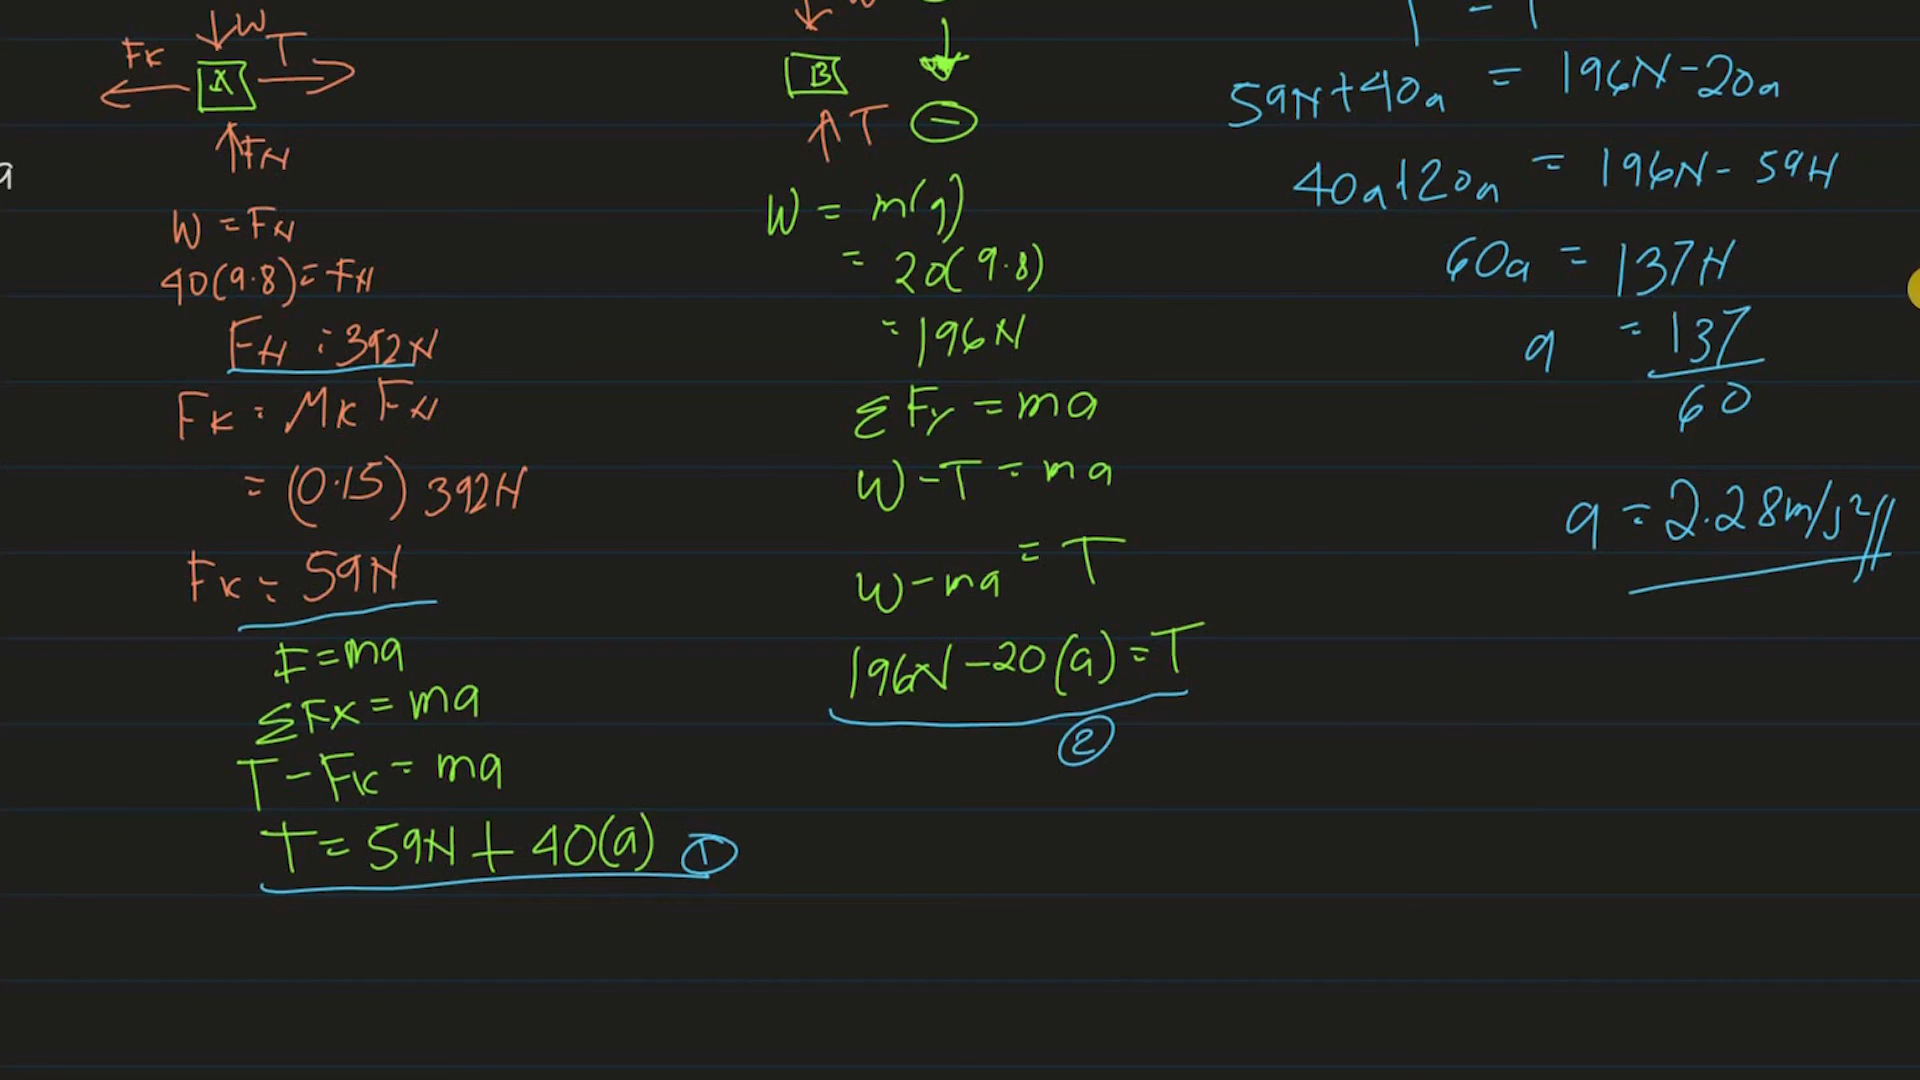 W
FK
T
A
FN
W = FN
40(9.8) = FN
FN = 392N
FK = MK FN
= (0.15) 392N
FK = 59N
F = ma
ΣFx = ma
T - FK = ma
T = 59N + 40(a) ①
W
B
T
−
W = m(g)
= 20(9.8)
= 196N
ΣFy = ma
W - T = ma
W - ma = T
196N - 20(a) = T
②
59N + 40a = 196N - 20a
40a + 20a = 196N - 59N
60a = 137N
a = 137
60
a = 2.28m/s²